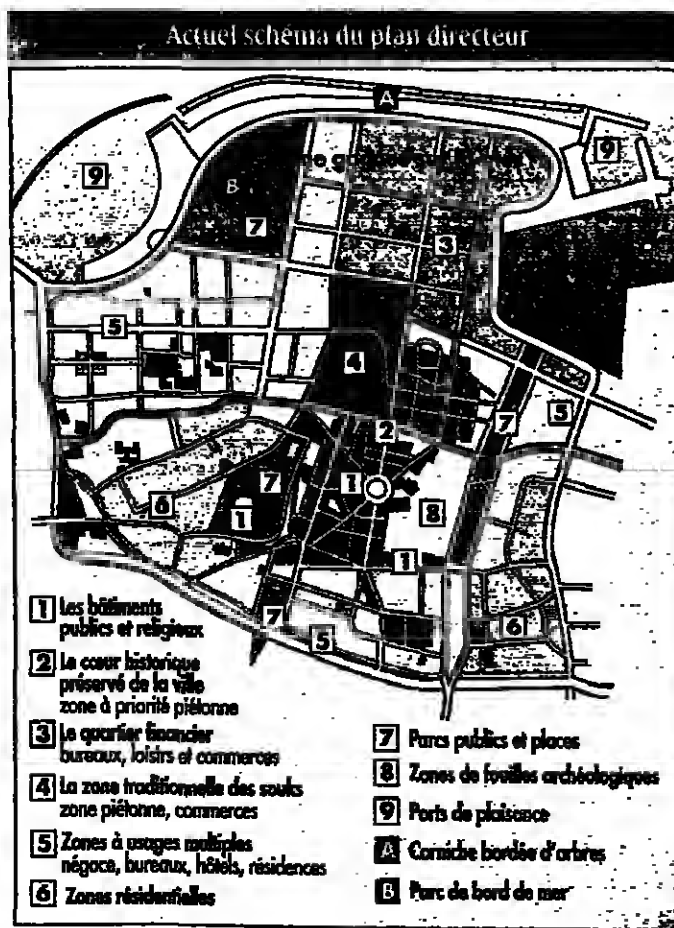 Actuel schéma du plan directeur
A
9
9
B
7
3
5
4
7
5
2
7
1
6
1
8
1
7
5
6
1 Les bâtiments
publics et religieux
2 Le cœur historique
préservé de la ville
zone à priorité piétonne
3 Le quartier financier
bureaux, loisirs et commerces
4 La zone traditionnelle des souks
zone piétonne, commerces
5 Zones à usages multiples
négoce, bureaux, hôtels, résidences
6 Zones résidentielles
7 Parcs publics et places
8 Zones de fouilles archéologiques
9 Ports de plaisance
A Corniche bordée d'arbres
B Parc de bord de mer